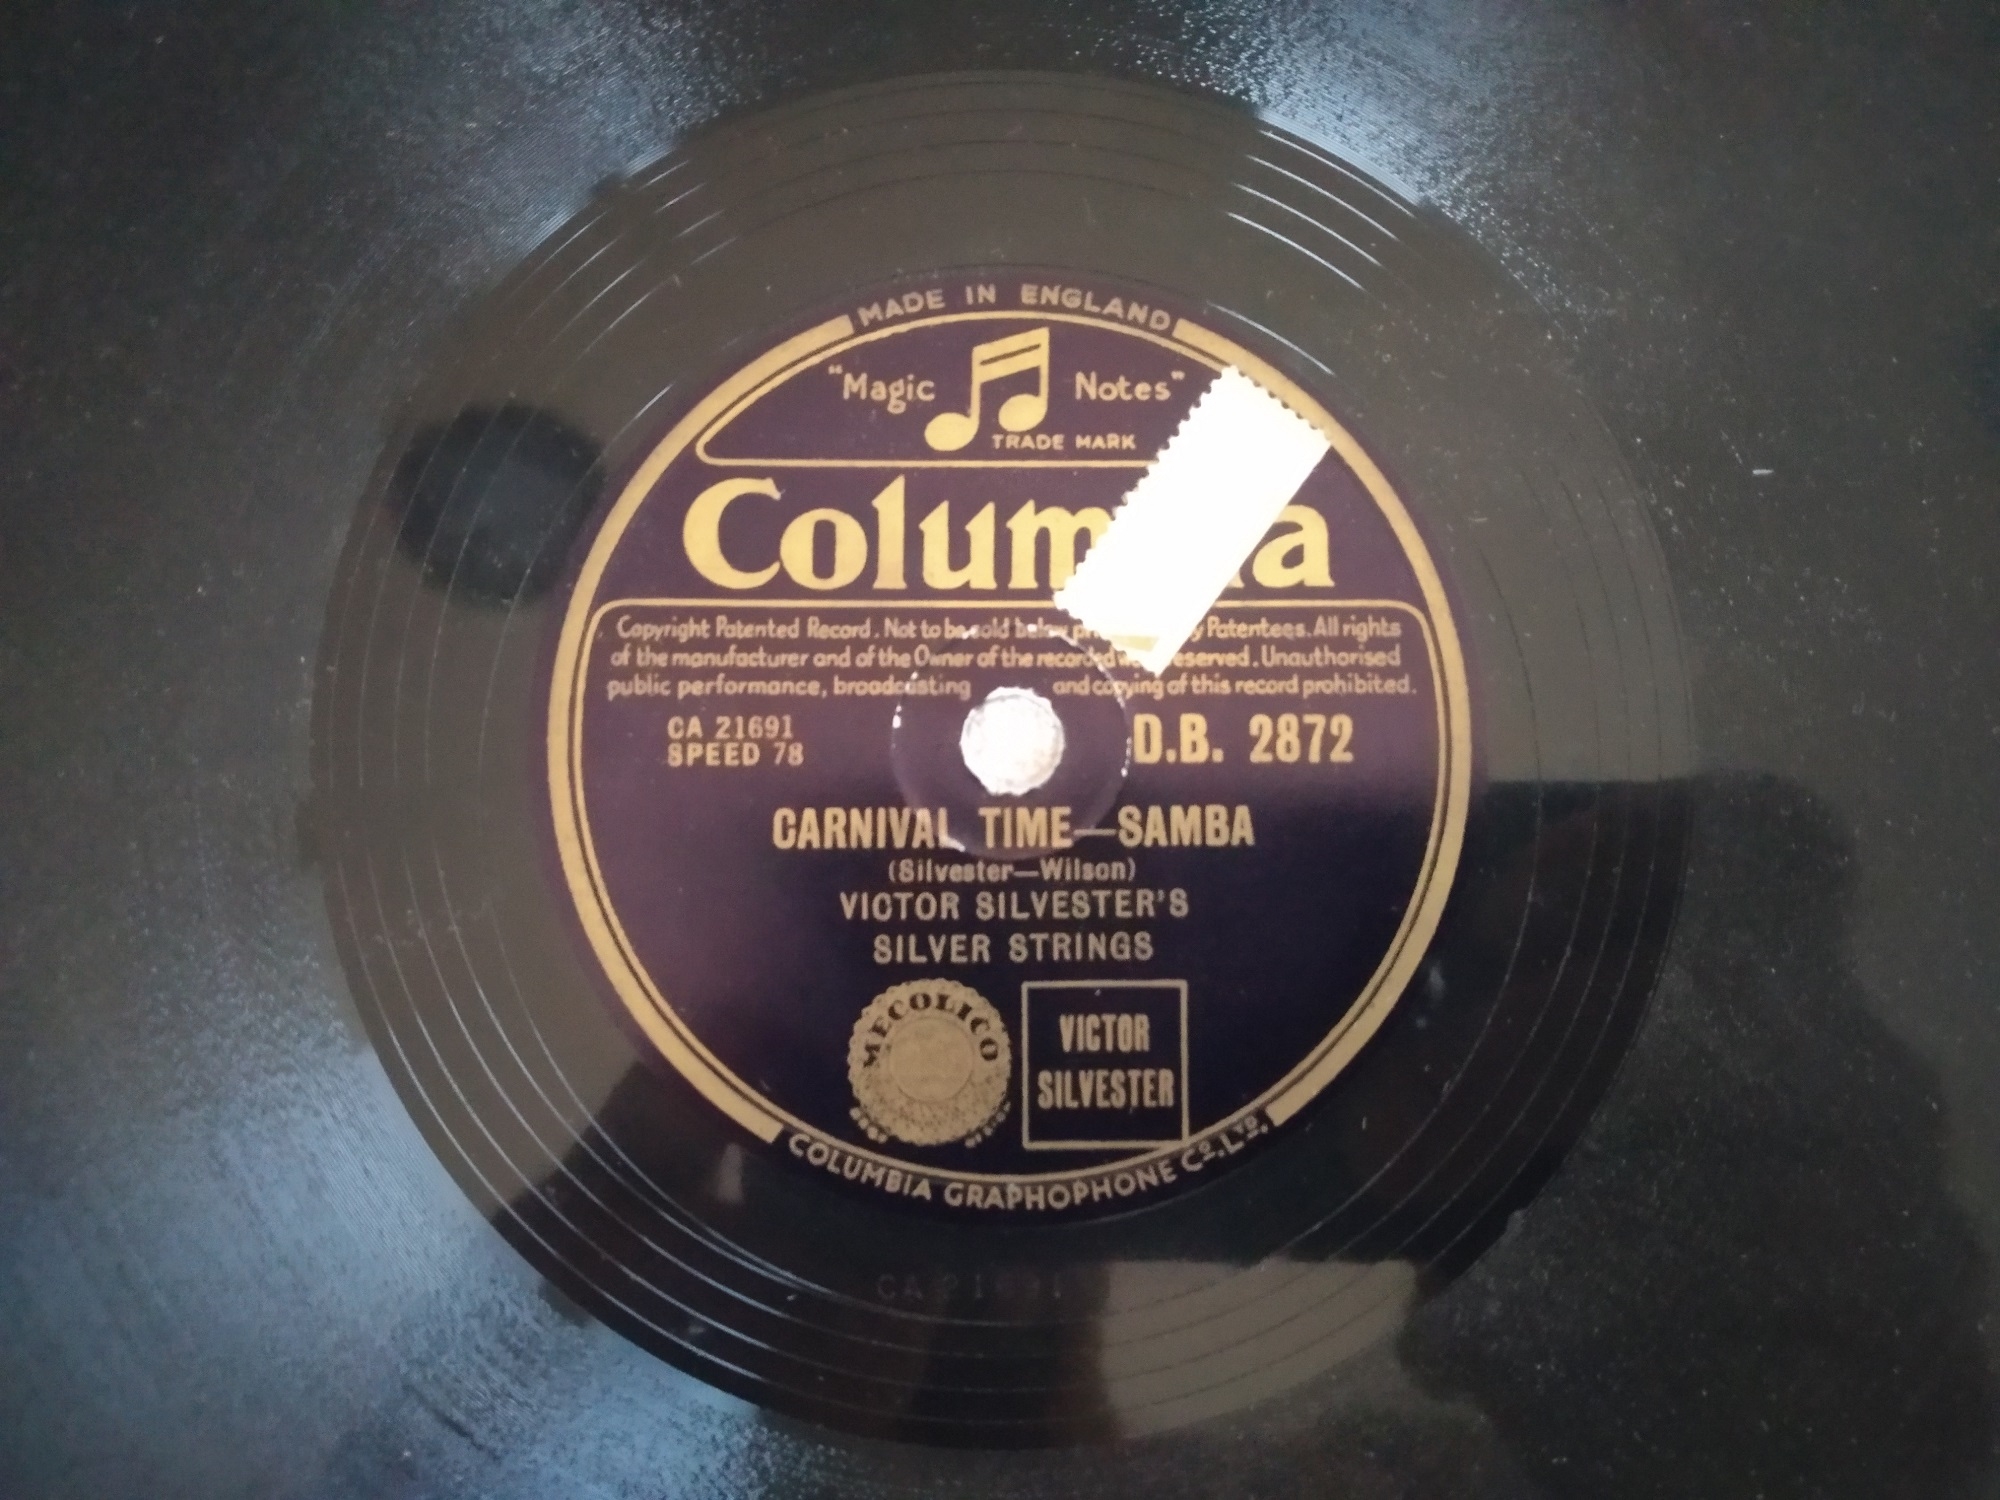 MADE IN ENGLAND
"Magic Notes"
TRADE MARK
Colum a
Copyright Patented Record. Not to be sold below y Patentees. All rights
of the manufacturer and of the Owner of the recorded eserved. Unauthorised
public performance, broadcasting and copying of this record prohibited.
CA 21691
SPEED 78
D.B. 2872
CARNIVAL TIME—SAMBA
(Silvester—Wilson)
VICTOR SILVESTER'S
SILVER STRINGS
MECOLICO
VICTOR
SILVESTER
COLUMBIA GRAPHOPHONE Co. LTD.